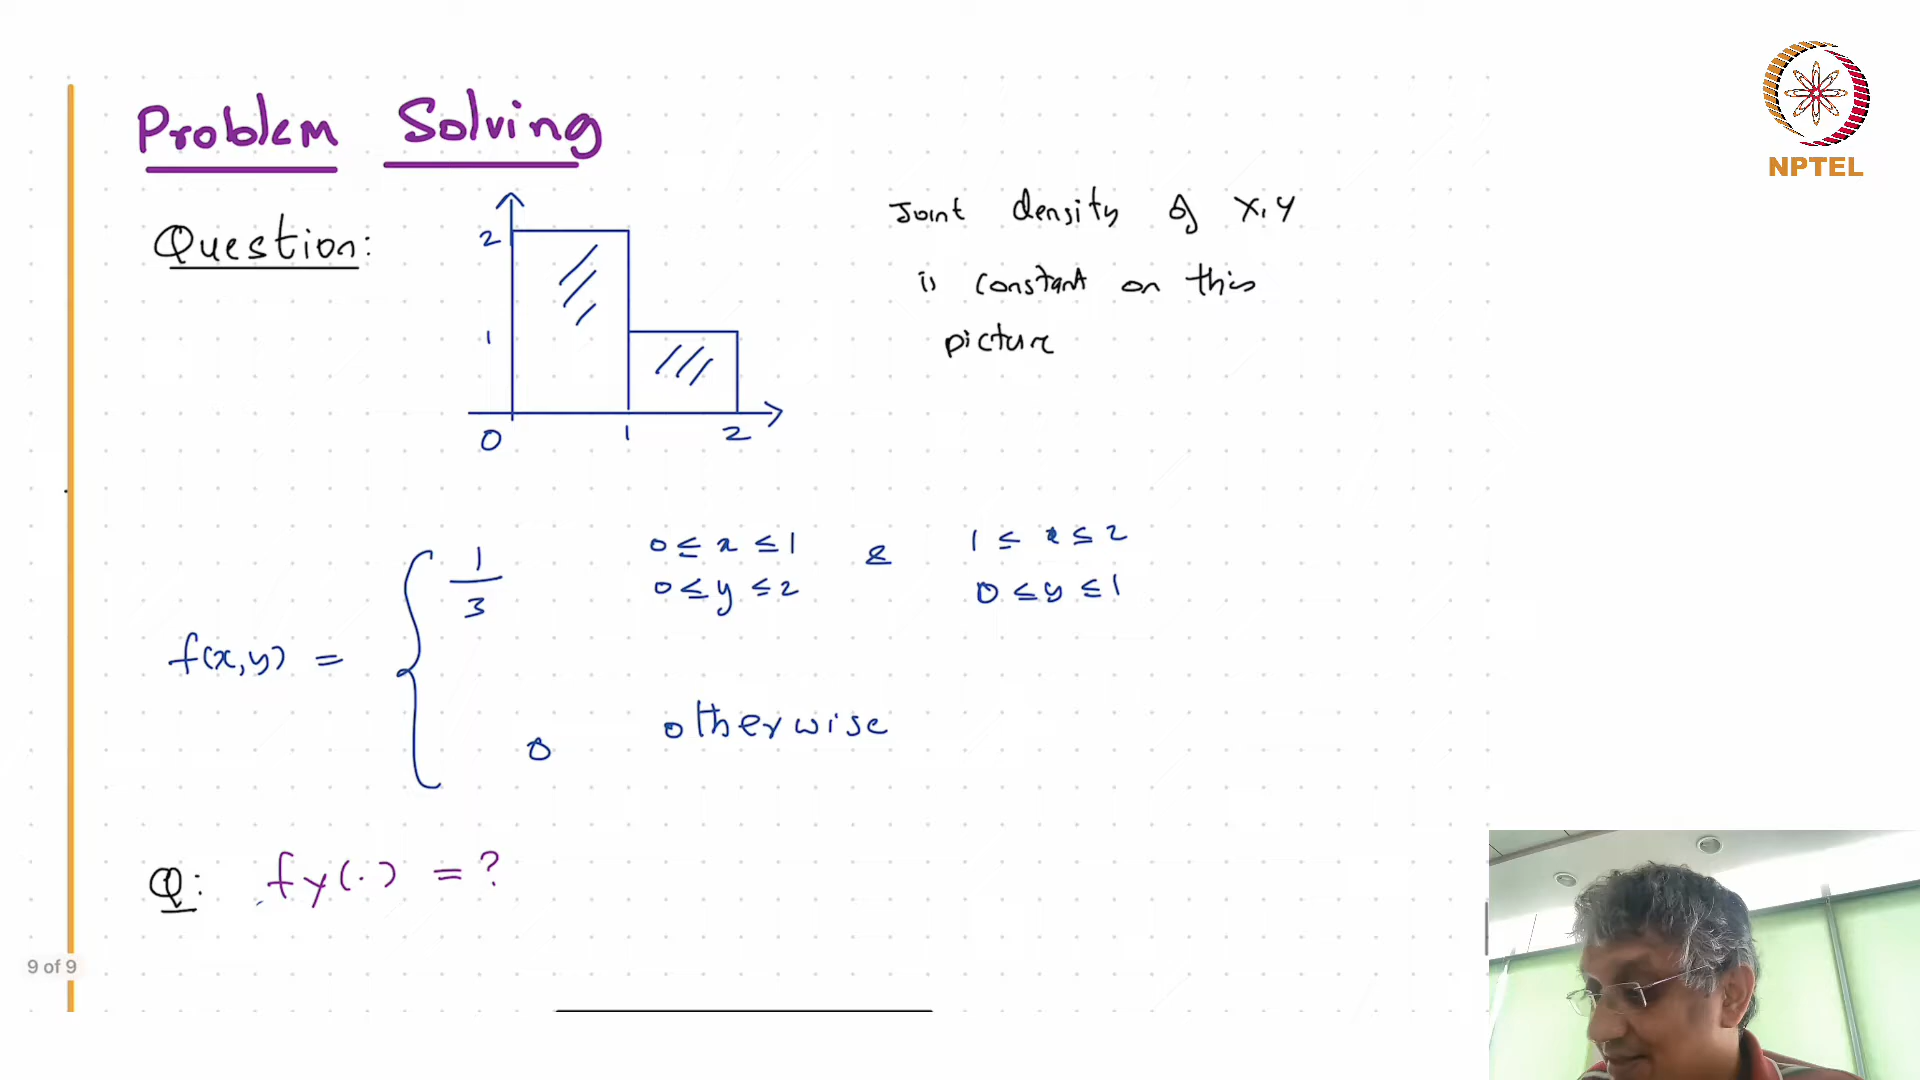 Problem Solving
NPTEL
Question:
2
1
0 1 2
Joint density of X, Y
is constant on this
picture
f(x,y) = { 1/3 0 ≤ x ≤ 1 & 1 ≤ x ≤ 2
0 ≤ y ≤ 2 0 ≤ y ≤ 1
0 otherwise
Q: fY(·) = ?
9 of 9